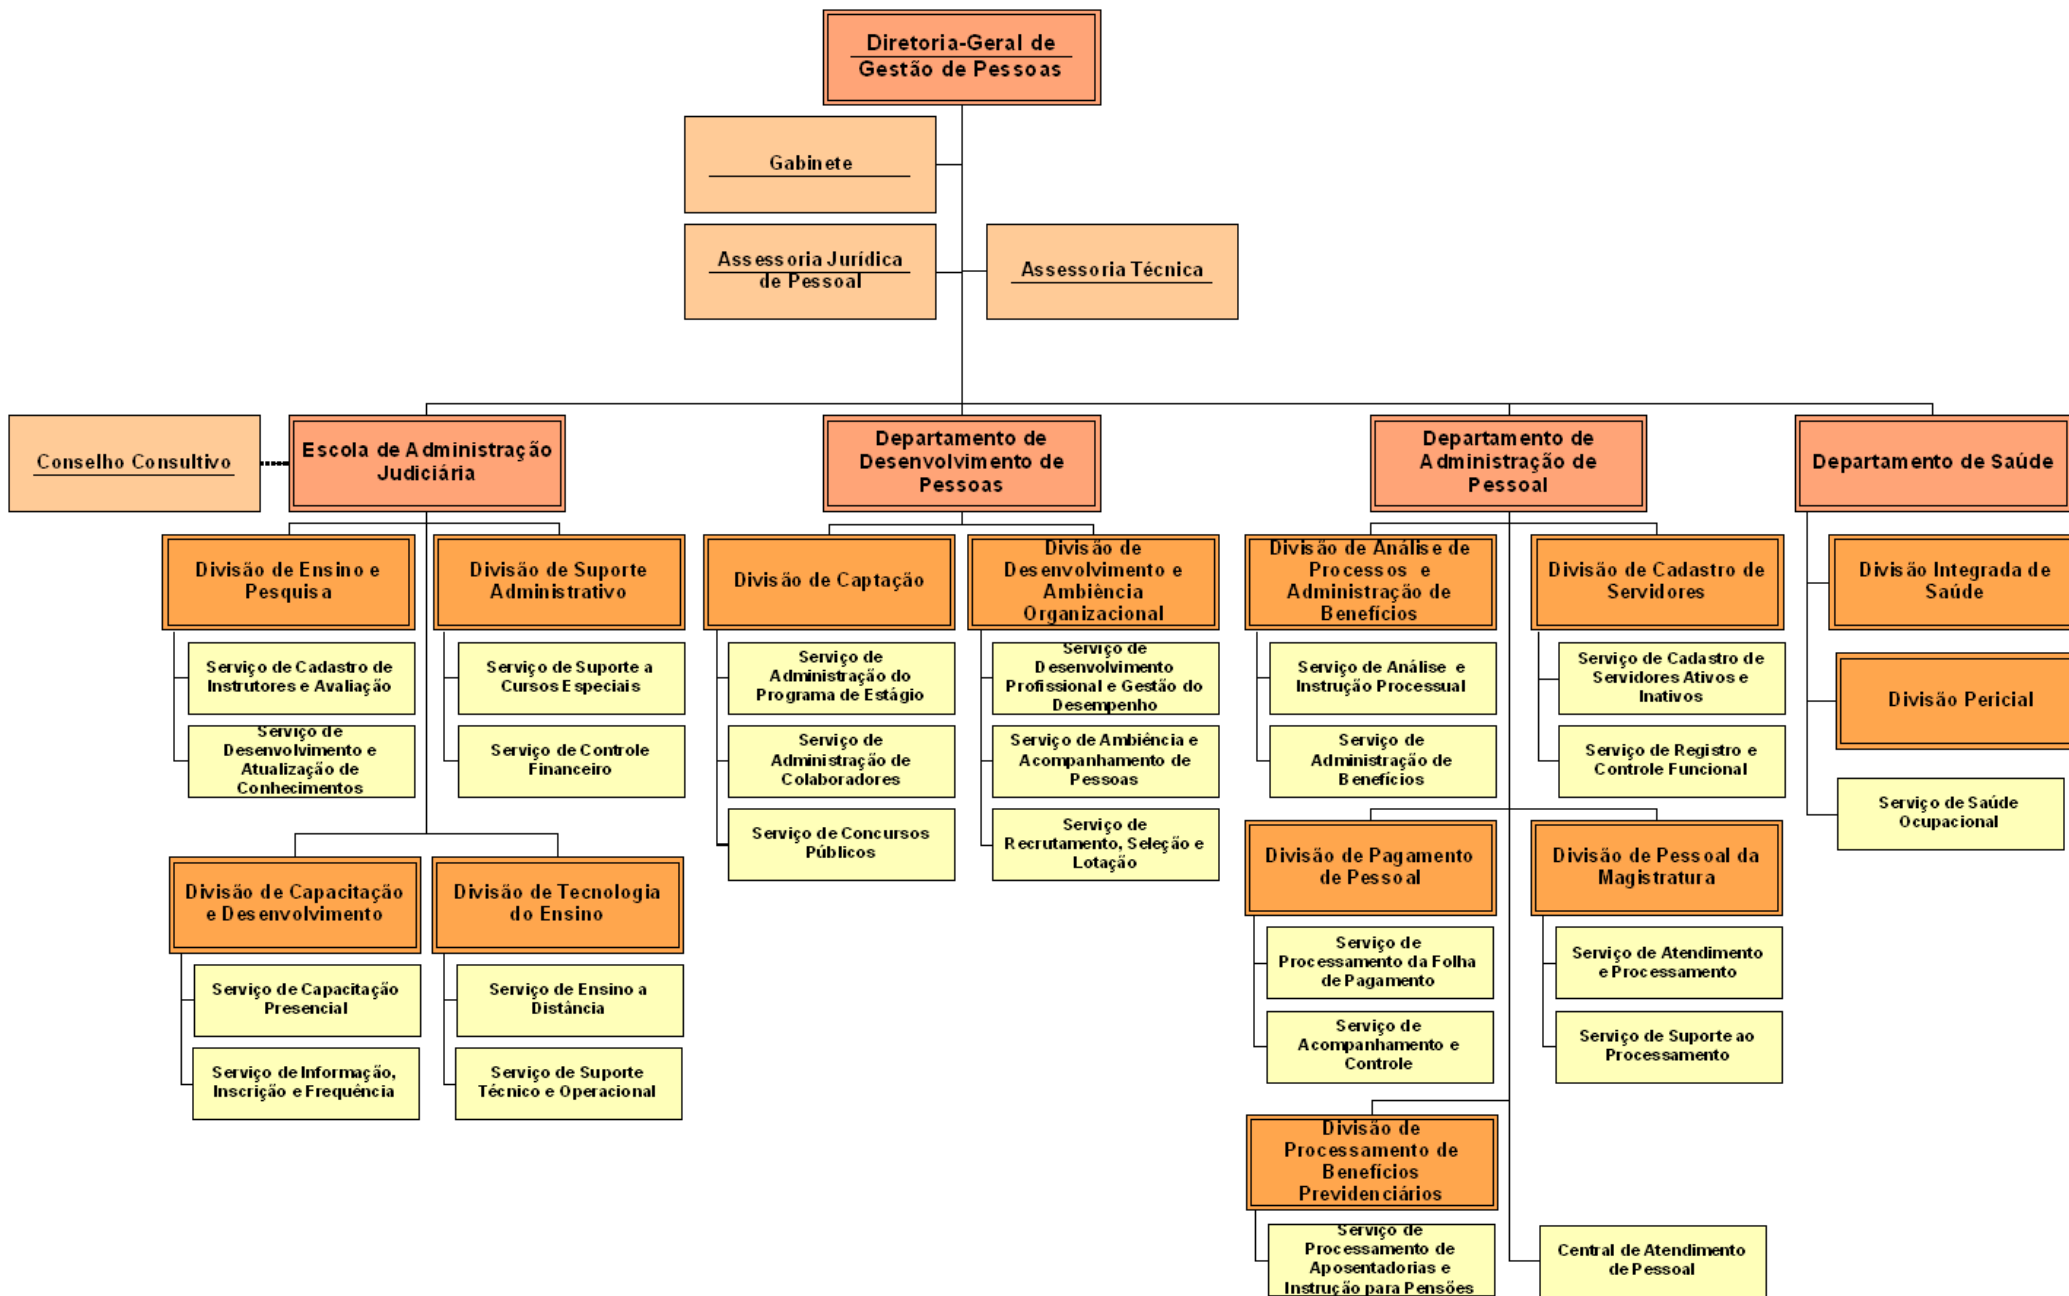 Diretoria-Geral de
Gestão de Pessoas
Gabinete
Assessoria Jurídica
de Pessoal
Assessoria Técnica
Conselho Consultivo
Escola de Administração
Judiciária
Departamento de
Desenvolvimento de
Pessoas
Departamento de
Administração de
Pessoal
Departamento de Saúde
Divisão de Ensino e
Pesquisa
Divisão de Suporte
Administrativo
Divisão de Captação
Divisão de
Desenvolvimento e
Ambiência
Organizacional
Divisão de Análise de
Processos e
Administração de
Benefícios
Divisão de Cadastro de
Servidores
Divisão Integrada de
Saúde
Serviço de Cadastro de
Instrutores e Avaliação
Serviço de Suporte a
Cursos Especiais
Serviço de
Administração do
Programa de Estágio
Serviço de
Desenvolvimento
Profissional e Gestão do
Desempenho
Serviço de Análise e
Instrução Processual
Serviço de Cadastro de
Servidores Ativos e
Inativos
Divisão Pericial
Serviço de
Desenvolvimento e
Atualização de
Conhecimentos
Serviço de Controle
Financeiro
Serviço de
Administração de
Colaboradores
Serviço de Ambiência e
Acompanhamento de
Pessoas
Serviço de
Administração de
Benefícios
Serviço de Registro e
Controle Funcional
Serviço de Saúde
Ocupacional
Serviço de Concursos
Públicos
Serviço de
Recrutamento, Seleção e
Lotação
Divisão de Pagamento
de Pessoal
Divisão de Pessoal da
Magistratura
Divisão de Capacitação
e Desenvolvimento
Divisão de Tecnologia
do Ensino
Serviço de
Processamento da Folha
de Pagamento
Serviço de Atendimento
e Processamento
Serviço de Capacitação
Presencial
Serviço de Ensino a
Distância
Serviço de
Acompanhamento e
Controle
Serviço de Suporte ao
Processamento
Serviço de Informação,
Inscrição e Frequência
Serviço de Suporte
Técnico e Operacional
Divisão de
Processamento de
Benefícios
Previdenciários
Serviço de
Processamento de
Aposentadorias e
Instrução para Pensões
Central de Atendimento
de Pessoal